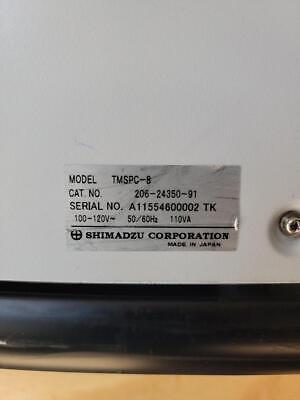 MODEL TMSPC-8
CAT. NO. 206-24350-91
SERIAL NO. A11554600002 TK
100-120V~ 50/60Hz 110VA
SHIMADZU CORPORATION
MADE IN JAPAN